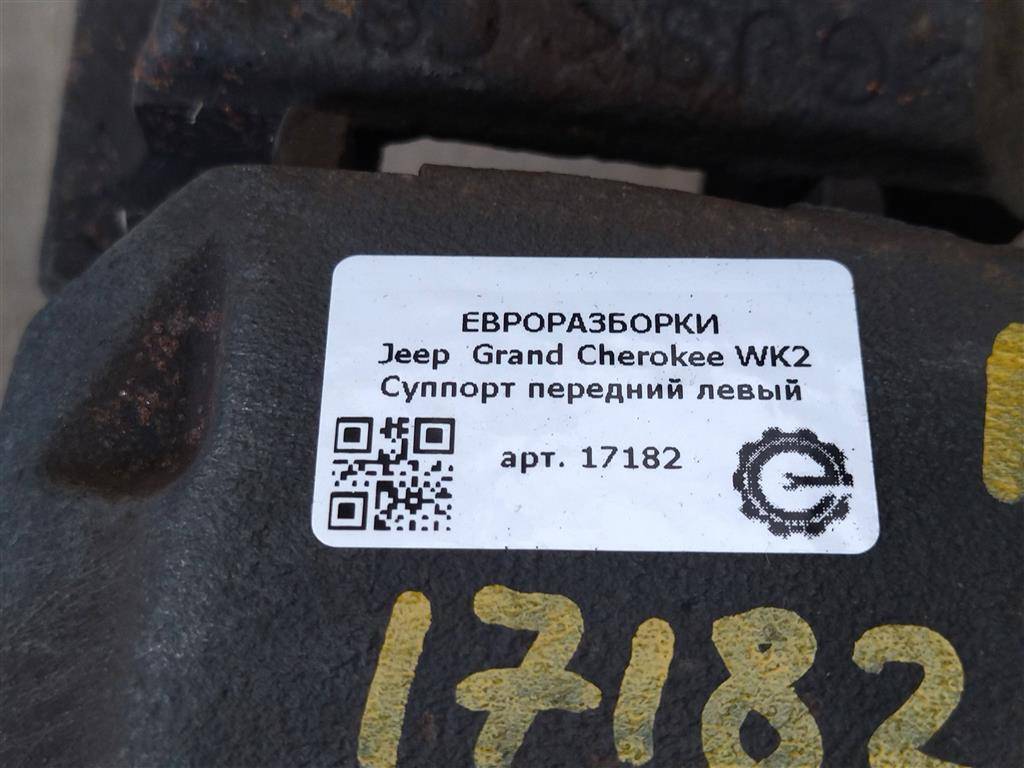 ЕВРОРАЗБОРКИ
Jeep Grand Cherokee WK2
Суппорт передний левый
арт. 17182
17182